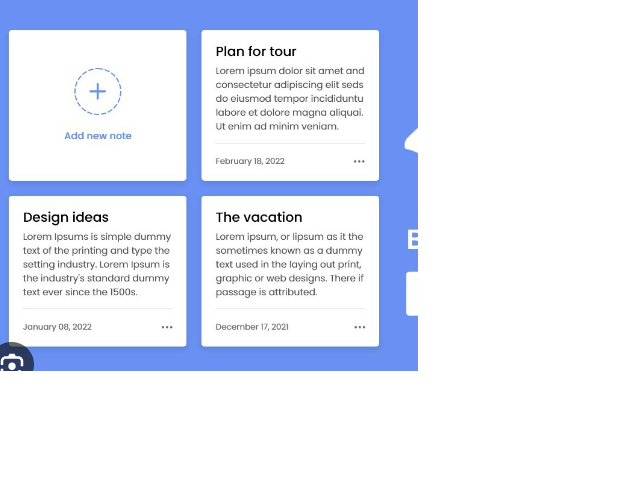 Add new note
Plan for tour
Lorem ipsum dolor sit amet and
consectetur adipiscing elit seds
do eiusmod tempor incididuntu
labore et dolore magna aliquai.
Ut enim ad minim veniam.
February 18, 2022
Design ideas
Lorem Ipsums is simple dummy
text of the printing and type the
setting industry. Lorem Ipsum is
the industry's standard dummy
text ever since the 1500s.
January 08, 2022
The vacation
Lorem ipsum, or lipsum as it the
sometimes known as a dummy
text used in the laying out print,
graphic or web designs. There if
passage is attributed.
December 17, 2021